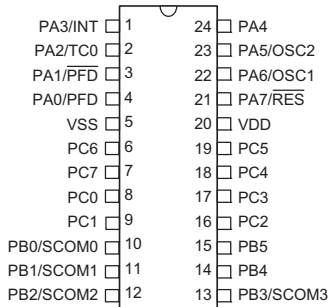 PA3/INT 1 24 PA4
PA2/TC0 2 23 PA5/OSC2
PA1/P̅F̅D̅ 3 22 PA6/OSC1
PA0/PFD 4 21 PA7/R̅E̅S̅
VSS 5 20 VDD
PC6 6 19 PC5
PC7 7 18 PC4
PC0 8 17 PC3
PC1 9 16 PC2
PB0/SCOM0 10 15 PB5
PB1/SCOM1 11 14 PB4
PB2/SCOM2 12 13 PB3/SCOM3